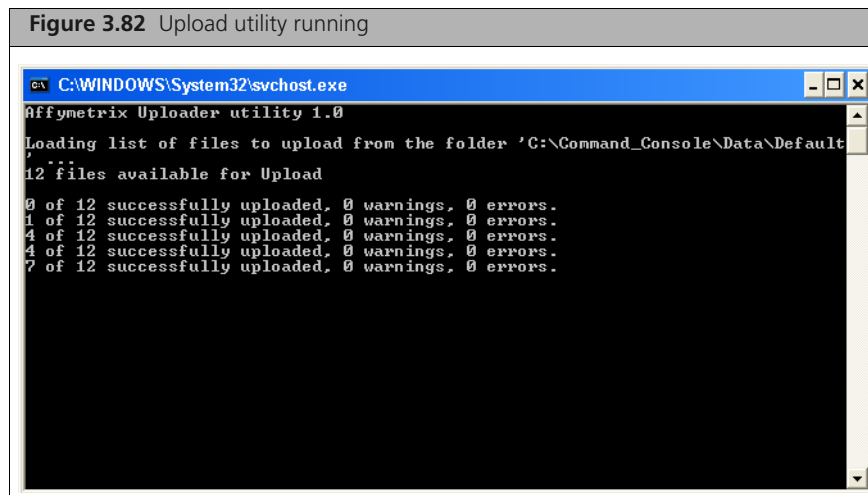 Figure 3.82 Upload utility running
C:\WINDOWS\System32\svchost.exe
Affymetrix Uploader utility 1.0
Loading list of files to upload from the folder 'C:\Command_Console\Data\Default
' ...
12 files available for Upload
0 of 12 successfully uploaded, 0 warnings, 0 errors.
1 of 12 successfully uploaded, 0 warnings, 0 errors.
4 of 12 successfully uploaded, 0 warnings, 0 errors.
4 of 12 successfully uploaded, 0 warnings, 0 errors.
7 of 12 successfully uploaded, 0 warnings, 0 errors.